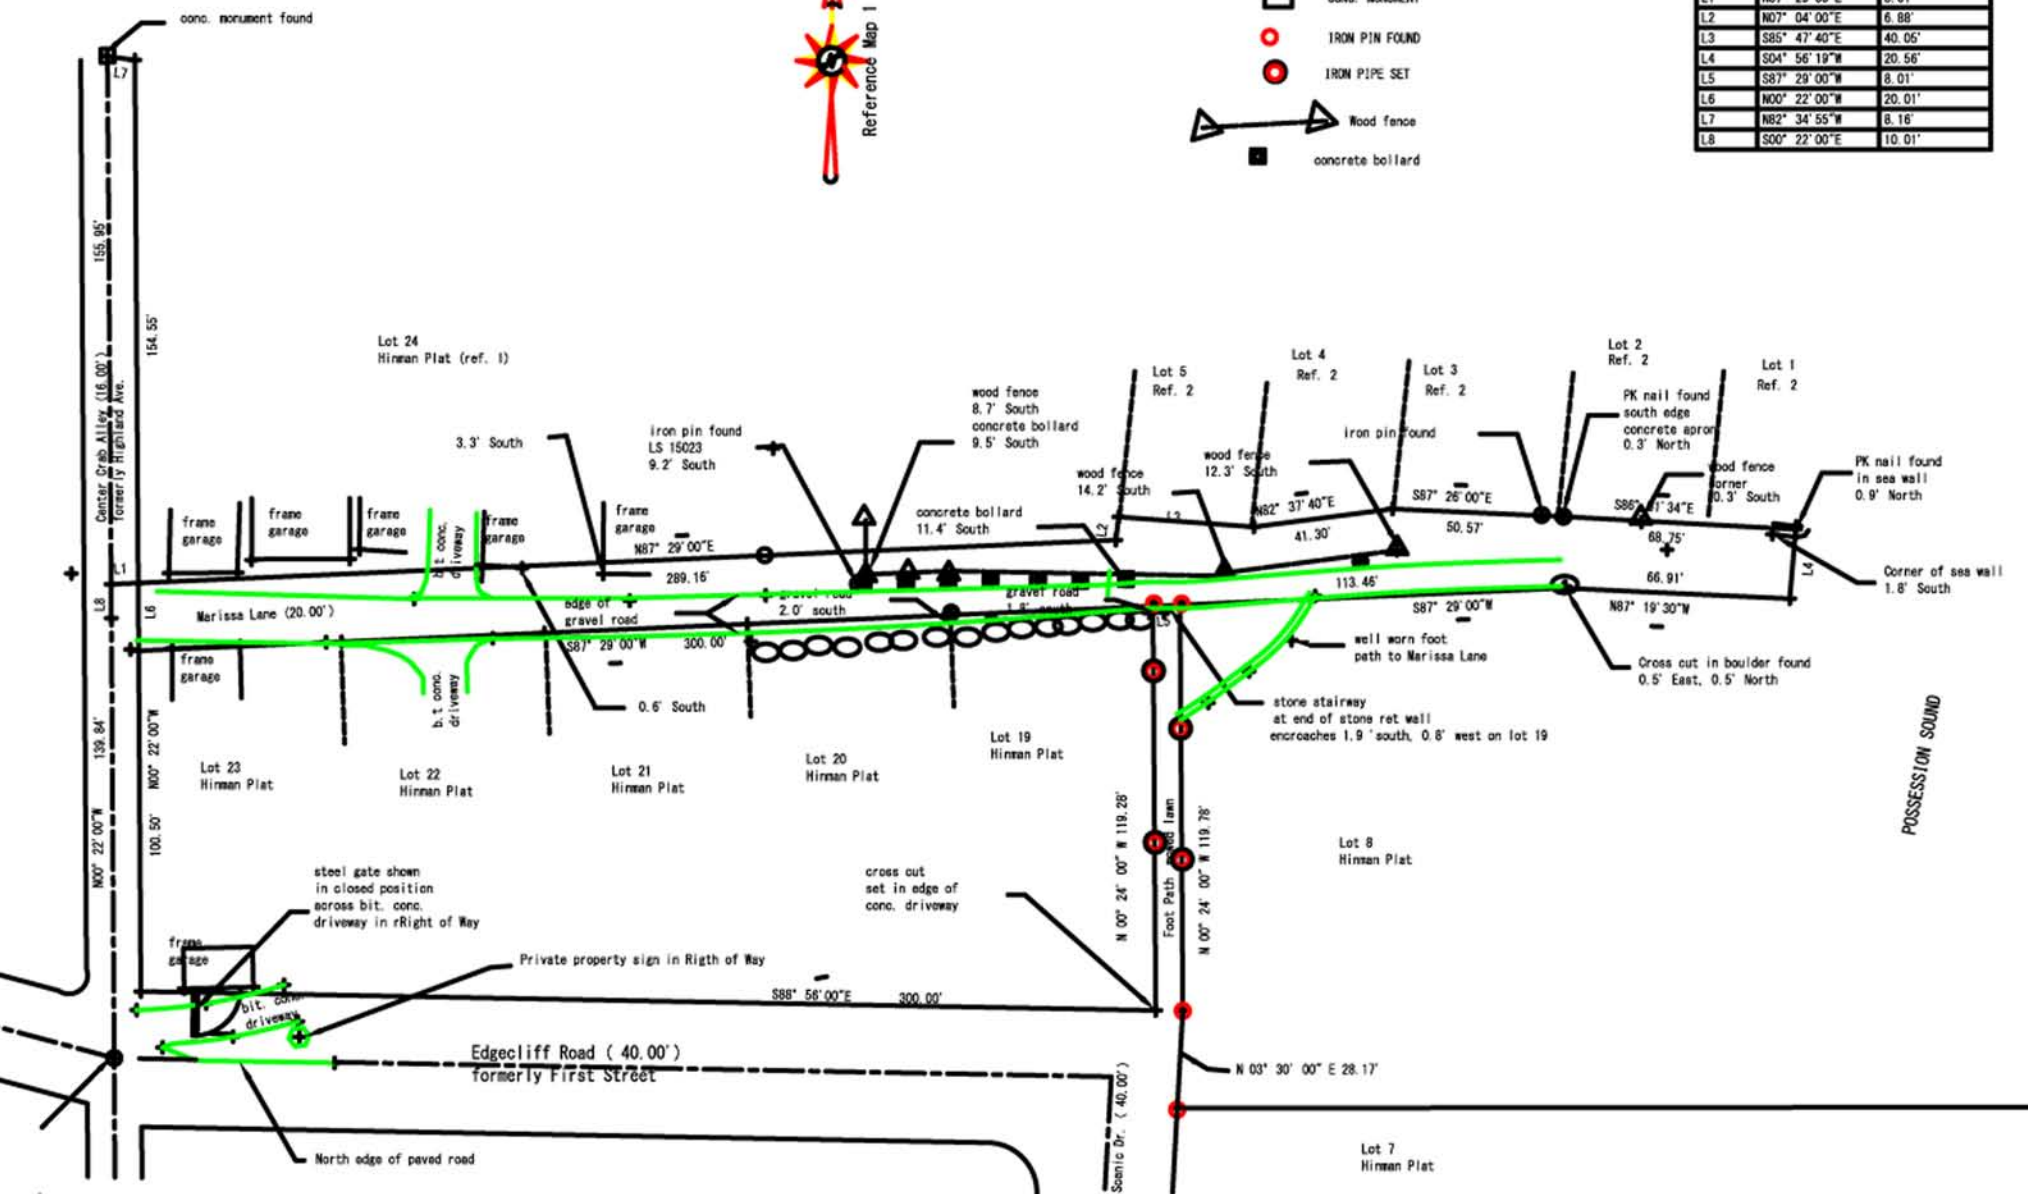 conc. monument found
L7
Reference Map 1
IRON PIN FOUND
IRON PIPE SET
Wood fence
concrete bollard
L2 N07° 04'00"E 6.88'
L3 S85° 47'40"E 40.05'
L4 S04° 56'19"W 20.56'
L5 S87° 29'00"W 8.01'
L6 N00° 22'00"W 20.01'
L7 N82° 34'55"W 8.16'
L8 S00° 22'00"E 10.01'
155.95'
154.55'
Center Crab Alley (16.00')
formerly Highland Ave.
Lot 24
Hinman Plat (ref. 1)
Lot 5
Ref. 2
Lot 4
Ref. 2
Lot 3
Ref. 2
Lot 2
Ref. 2
Lot 1
Ref. 2
wood fence
8.7' South
concrete bollard
9.5' South
iron pin found
LS 15023
9.2' South
3.3' South
concrete bollard
11.4' South
wood fence
14.2' South
wood fence
12.3' South
iron pin found
PK nail found
south edge
concrete apron
0.3' North
wood fence
corner
0.3' South
PK nail found
in sea wall
0.9' North
Corner of sea wall
1.8' South
frame
garage
frame
garage
frame
garage
b.t conc.
driveway
frame
garage
frame
garage
N87° 29'00"E
289.16'
L2
L3
N82° 37'40"E
41.30'
S87° 26'00"E
50.57'
68.75'
L4
L1
L8
L6
Marissa Lane (20.00')
edge of
gravel road
gravel road
2.0' south
gravel road
1.8' south
113.46'
S87° 29'00"W
66.91'
N87° 19'30"W
S87° 29'00"W
300.00'
L5
frame
garage
b.t conc.
driveway
0.6' South
well worn foot
path to Marissa Lane
Cross cut in boulder found
0.5' East, 0.5' North
stone stairway
at end of stone ret wall
encroaches 1.9 'south, 0.8' west on lot 19
Lot 23
Hinman Plat
Lot 22
Hinman Plat
Lot 21
Hinman Plat
Lot 20
Hinman Plat
Lot 19
Hinman Plat
Lot 8
Hinman Plat
POSSESSION SOUND
139.84'
N00° 22'00"W
N00° 22'00"W
100.50'
N 00° 24' 00" W 119.28'
Foot Path mowed lawn
N 00° 24' 00" W 119.78'
steel gate shown
in closed position
across bit. conc.
driveway in rRight of Way
cross cut
set in edge of
conc. driveway
frame
garage
Private property sign in Rigth of Way
bit. conc.
driveway
S88° 56'00"E
300.00'
Edgecliff Road ( 40.00')
formerly First Street
Scenic Dr. ( 40.00')
N 03° 30' 00" E 28.17'
North edge of paved road
Lot 7
Hinman Plat